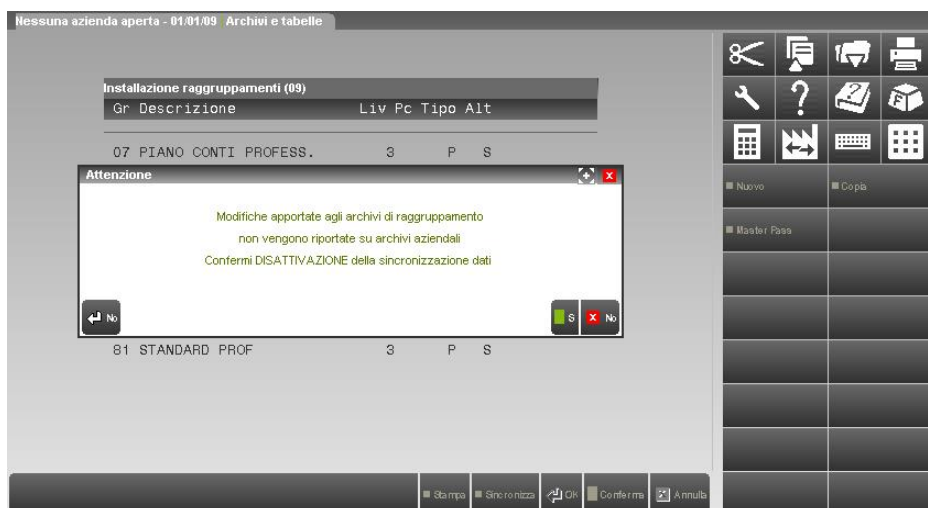 Nessuna azienda aperta - 01/01/09 Archivi e tabelle
Installazione raggruppamenti (09)
Gr Descrizione Liv Pc Tipo Alt
07 PIANO CONTI PROFESS. 3 P S
Attenzione
Modifiche apportate agli archivi di raggruppamento
non vengono riportate su archivi aziendali
Confermi DISATTIVAZIONE della sincronizzazione dati
No
S
No
81 STANDARD PROF 3 P S
Nuovo
Copia
Master Pass
Stampa
Sincronizza
OK
Conferma
Annulla